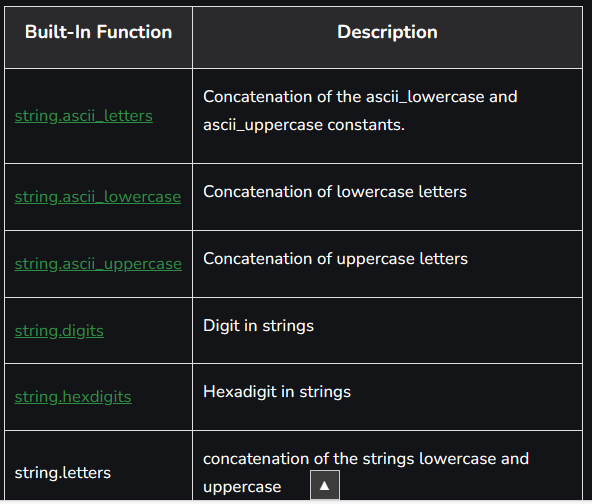 Built-In Function Description
string.ascii_letters
Concatenation of the ascii_lowercase and
ascii_uppercase constants.
string.ascii_lowercase
Concatenation of lowercase letters
string.ascii_uppercase
Concatenation of uppercase letters
string.digits
Digit in strings
string.hexdigits
Hexadigit in strings
string.letters
concatenation of the strings lowercase and
uppercase